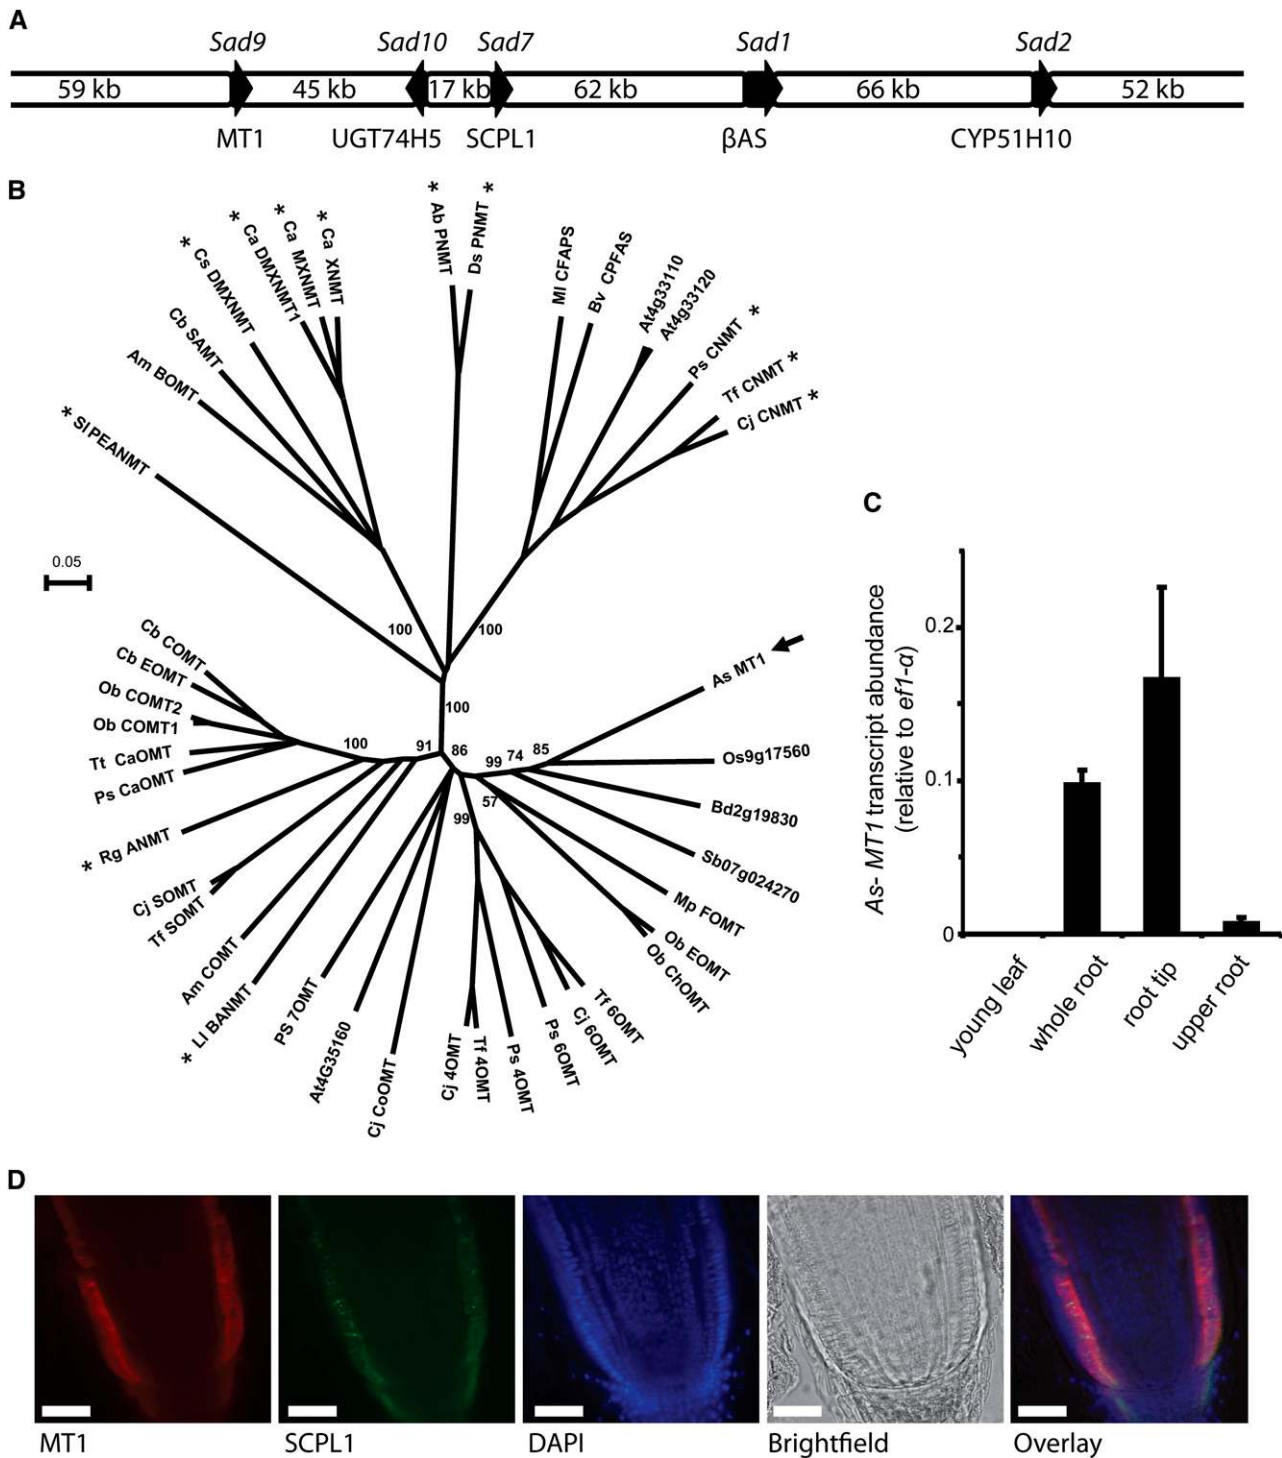 A
Sad9 Sad10 Sad7 Sad1 Sad2
59 kb 45 kb 17 kb 62 kb 66 kb 52 kb
MT1 UGT74H5 SCPL1 βAS CYP51H10
B
* Ab PNMT
Ds PNMT *
* Ca XNMT
* Ca MXNMT
* Ca DMXNMT1
* Cs DMXNMT
Cb SAMT
Am BOMT
* Sl PEANMT
Ml CFAPS
Bv CPFAS
At4g33110
At4g33120
Ps CNMT *
Tf CNMT *
Cj CNMT *
0.05
100
100
100
As MT1
Os9g17560
Bd2g19830
Sb07g024270
Mp FOMT
Ob EOMT
Ob ChOMT
100 91 86 99 74 85
57
99
Cb COMT
Cb EOMT
Ob COMT2
Ob COMT1
Tt CaOMT
Ps CaOMT
* Rg ANMT
Cj SOMT
Tf SOMT
Am COMT
* Ll BANMT
PS 7OMT
At4G35160
Cj CoOMT
Cj 4OMT
Tf 4OMT
Ps 4OMT
Ps 6OMT
Cj 6OMT
Tf 6OMT
C
As- MT1 transcript abundance
(relative to ef1-α)
0.2
0.1
0
young leaf
whole root
root tip
upper root
D
MT1 SCPL1 DAPI Brightfield Overlay